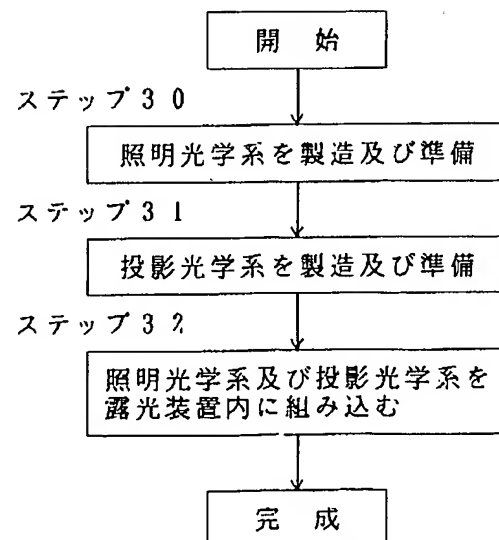 開 始
ステップ30
照明光学系を製造及び準備
ステップ31
投影光学系を製造及び準備
ステップ32
照明光学系及び投影光学系を
露光装置内に組み込む
完 成